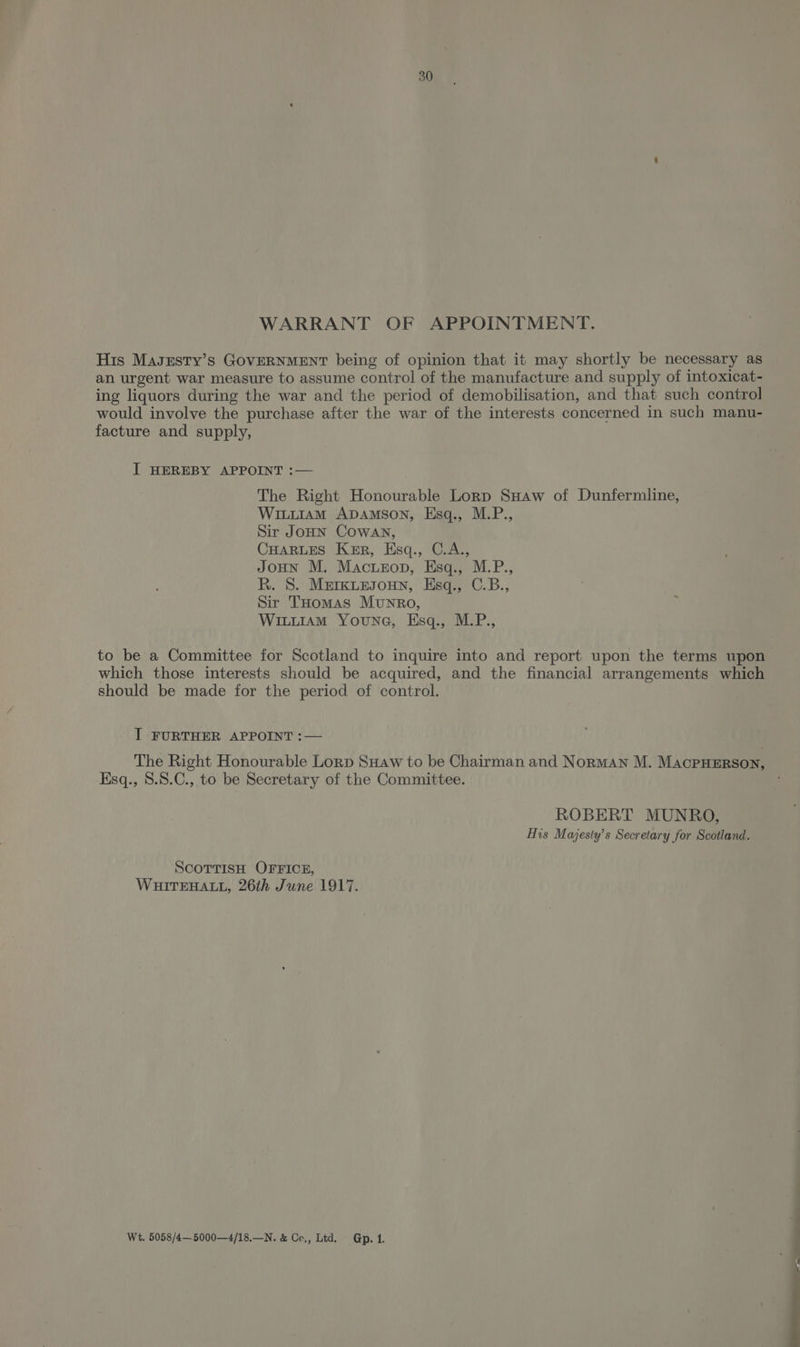 30
WARRANT OF APPOINTMENT.
HIS MAJESTY'S GOVERNMENT being of opinion that it may shortly be necessary as
an urgent war measure to assume control of the manufacture and supply of intoxicat-
ing liquors during the war and the period of demobilisation, and that such control
would involve the purchase after the war of the interests concerned in such manu-
facture and supply,
I HEREBY APPOINT :—
The Right Honourable LORD SHAW of Dunfermline,
WILLIAM ADAMSON, Esq., M.P.,
Sir JOHN COWAN,
CHARLES KER, Esq., C.A.,
JOHN M. MACLEOD, Esq., M.P.,
R. S. MEIKLEJOHN, Esq., C.B.,
Sir THOMAS MUNRO,
WILLIAM YOUNG, Esq., M.P.,
to be a Committee for Scotland to inquire into and report upon the terms upon
which those interests should be acquired, and the financial arrangements which
should be made for the period of control.
I FURTHER APPOINT :—
The Right Honourable LORD SHAW to be Chairman and NORMAN M. MACPHERSON,
Esq., S.S.C., to be Secretary of the Committee.
ROBERT MUNRO,
His Majesty's Secretary for Scotland.
SCOTTISH OFFICE,
WHITEHALL, 26th June 1917.
Wt. 5058/4—5000—4/18.—N. & Co., Ltd. Gp. 1.